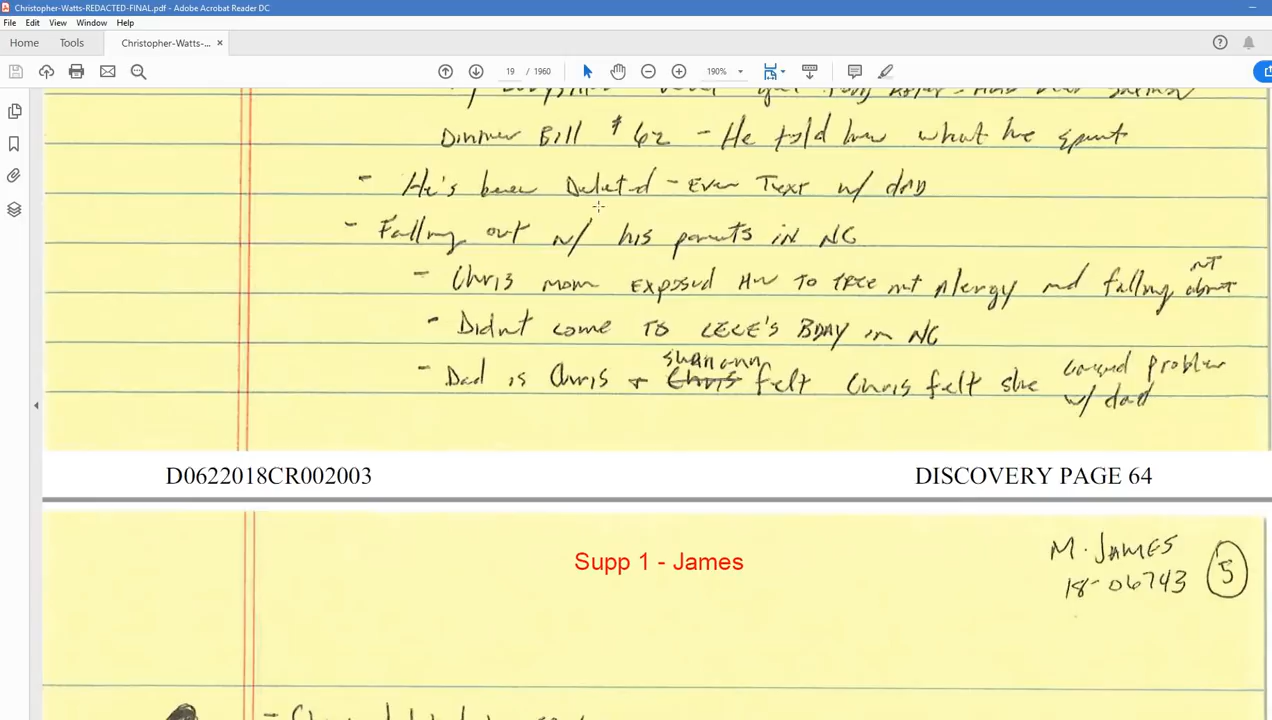 Christopher-Watts-REDACTED-FINAL.pdf - Adobe Acrobat Reader DC
File Edit View Window Help
Home Tools Christopher-Watts-... ×
19 / 1960 190%
Dinner Bill $62 - He told how what he spent
- He's been Deleted - Even Text w/ dad
- Falling out w/ his parents in NC
- Chris mom exposed HW to tree nut Alergy and falling
- Didnt come to CECE'S BDAY in NC
- Dad is Chris + Shanann Chris felt Chris felt she caused problem
w/ dad
D0622018CR002003 DISCOVERY PAGE 64
Supp 1 - James
M. JAMES
18-06743 5